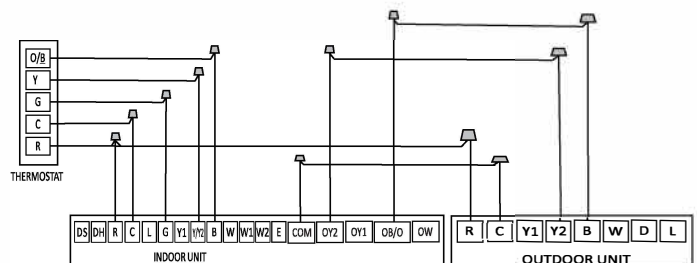 O/B
Y
G
C
R
THERMOSTAT
DS DH R C L G Y1 Y/Y2 B W W1 W2 E COM OY2 OY1 OB/O OW
INDOOR UNIT
R C Y1 Y2 B W D L
OUTDOOR UNIT